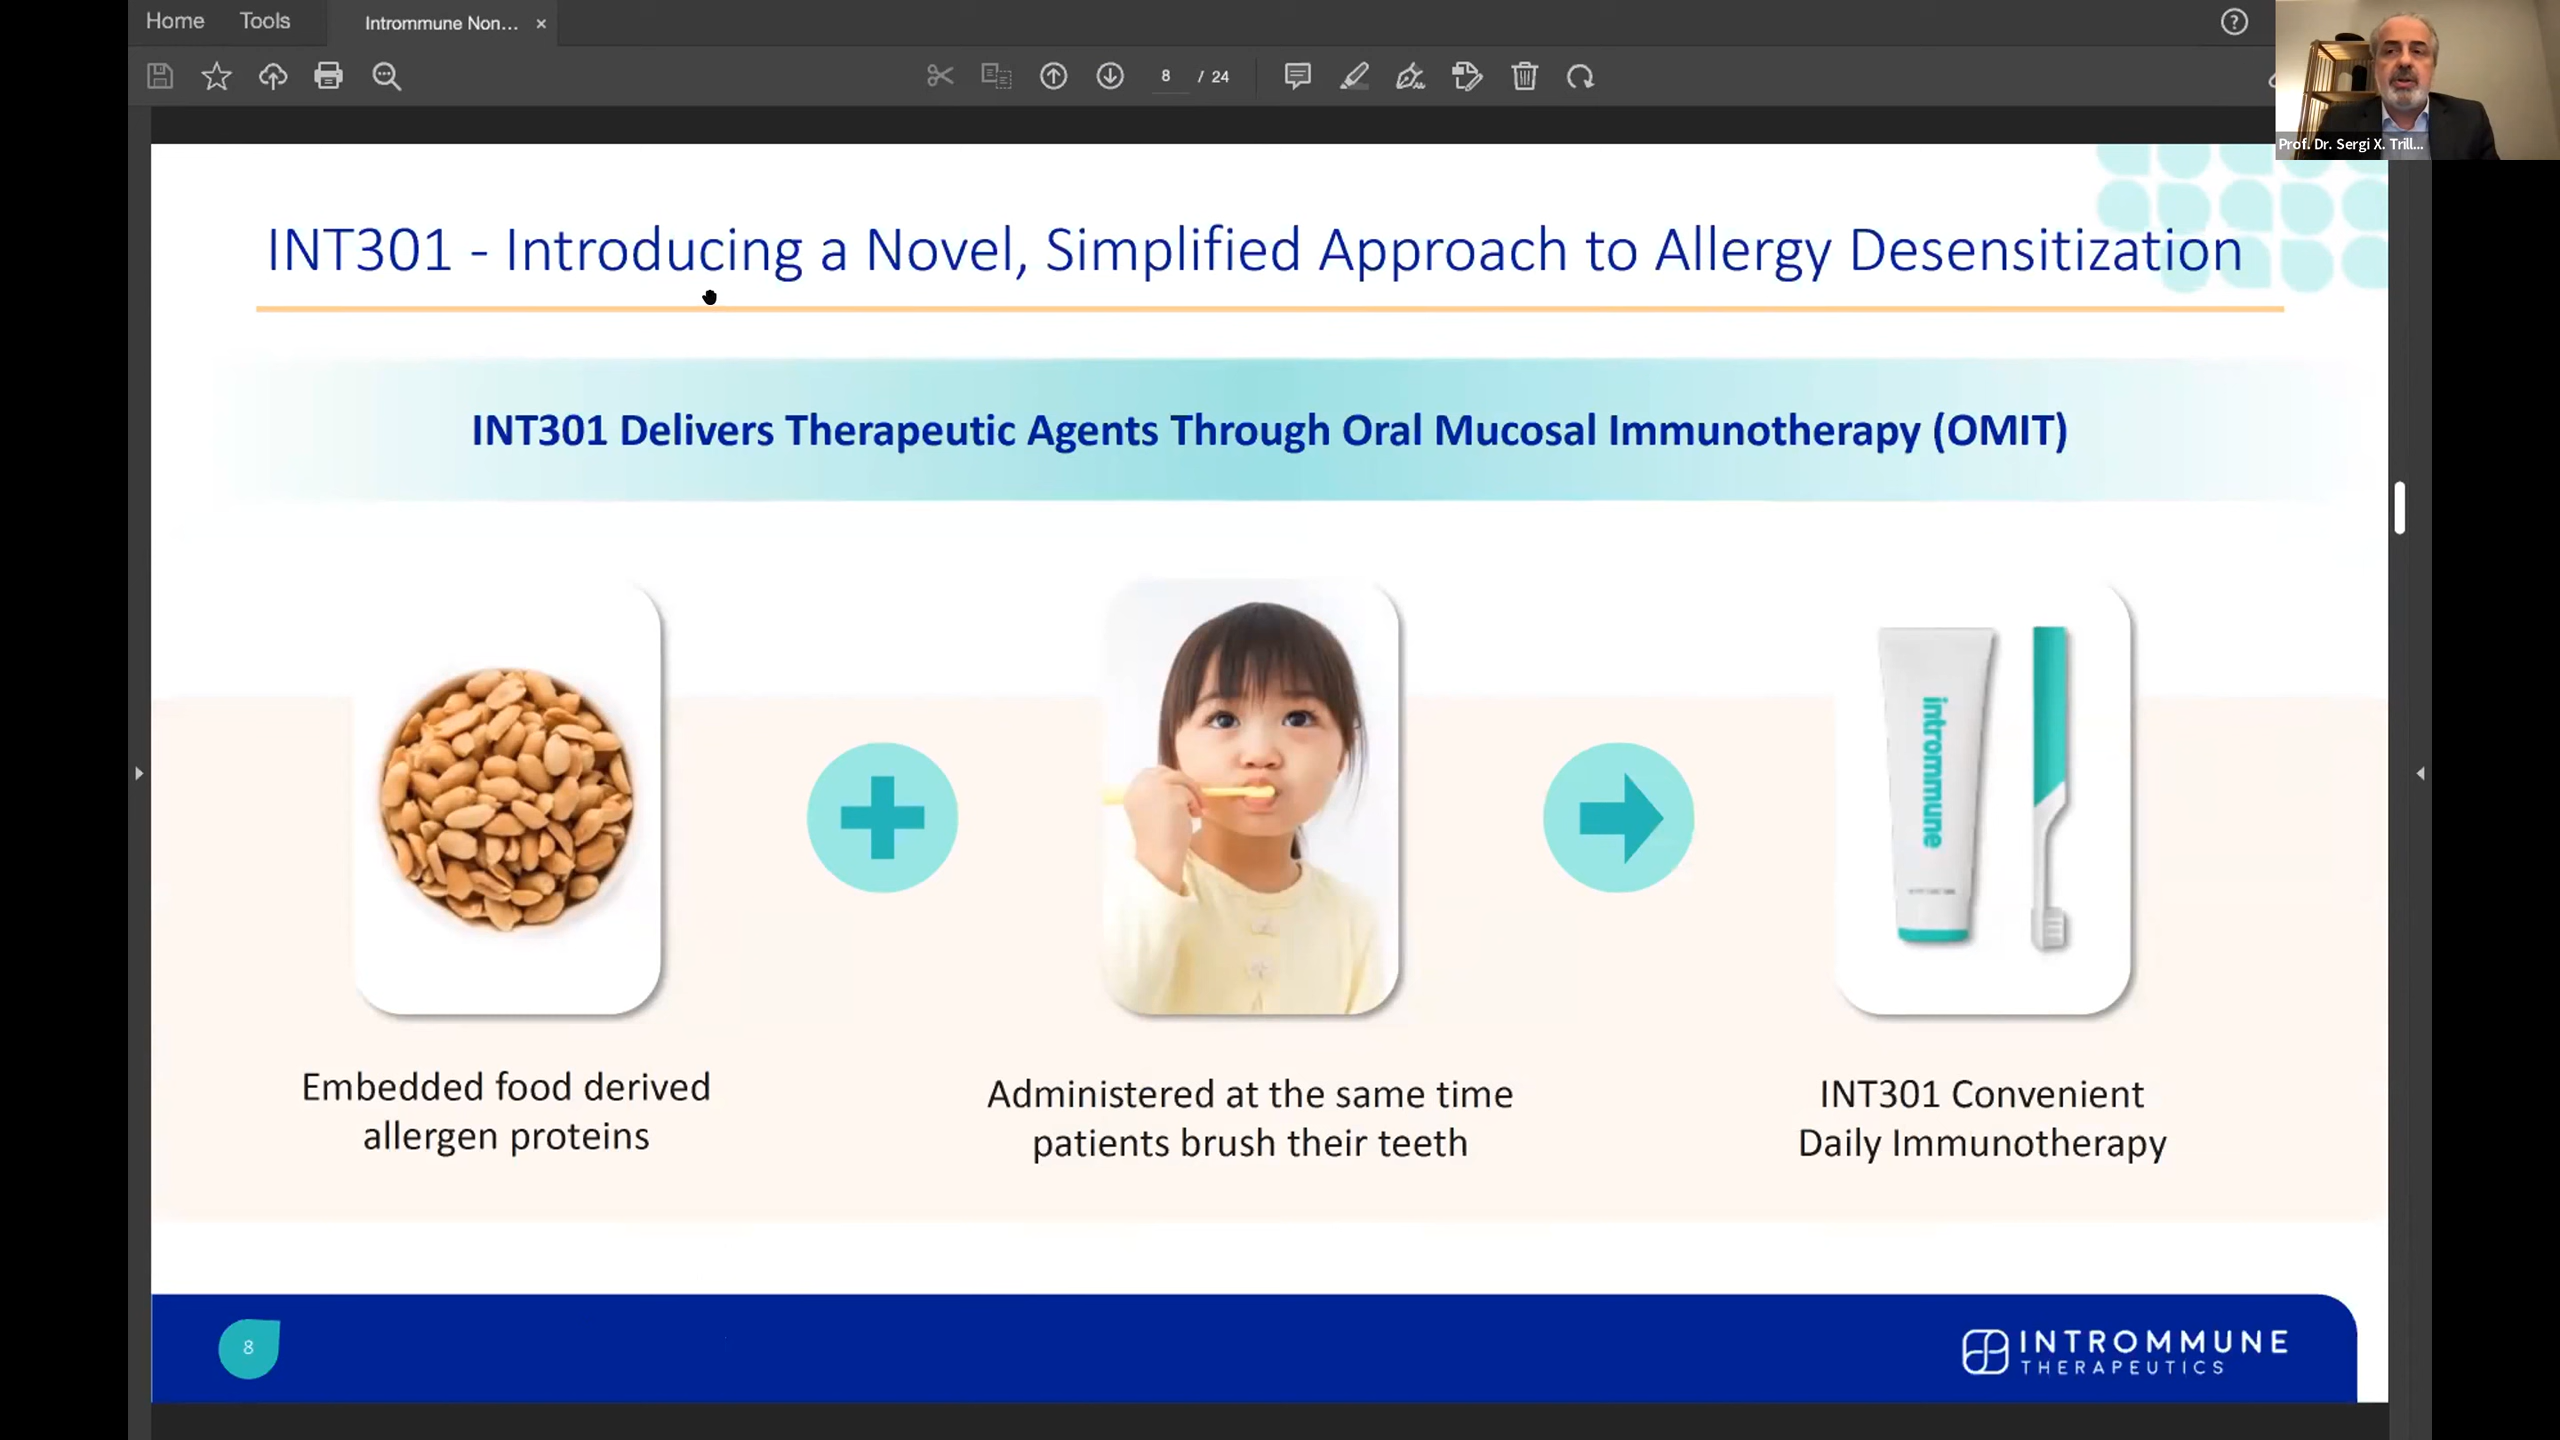 Home Tools Intrommune Non... ×
8 / 24
Prof. Dr. Sergi X. Trill...
INT301 - Introducing a Novel, Simplified Approach to Allergy Desensitization
INT301 Delivers Therapeutic Agents Through Oral Mucosal Immunotherapy (OMIT)
intrommune
Embedded food derived
allergen proteins
Administered at the same time
patients brush their teeth
INT301 Convenient
Daily Immunotherapy
8
INTROMMUNE
THERAPEUTICS